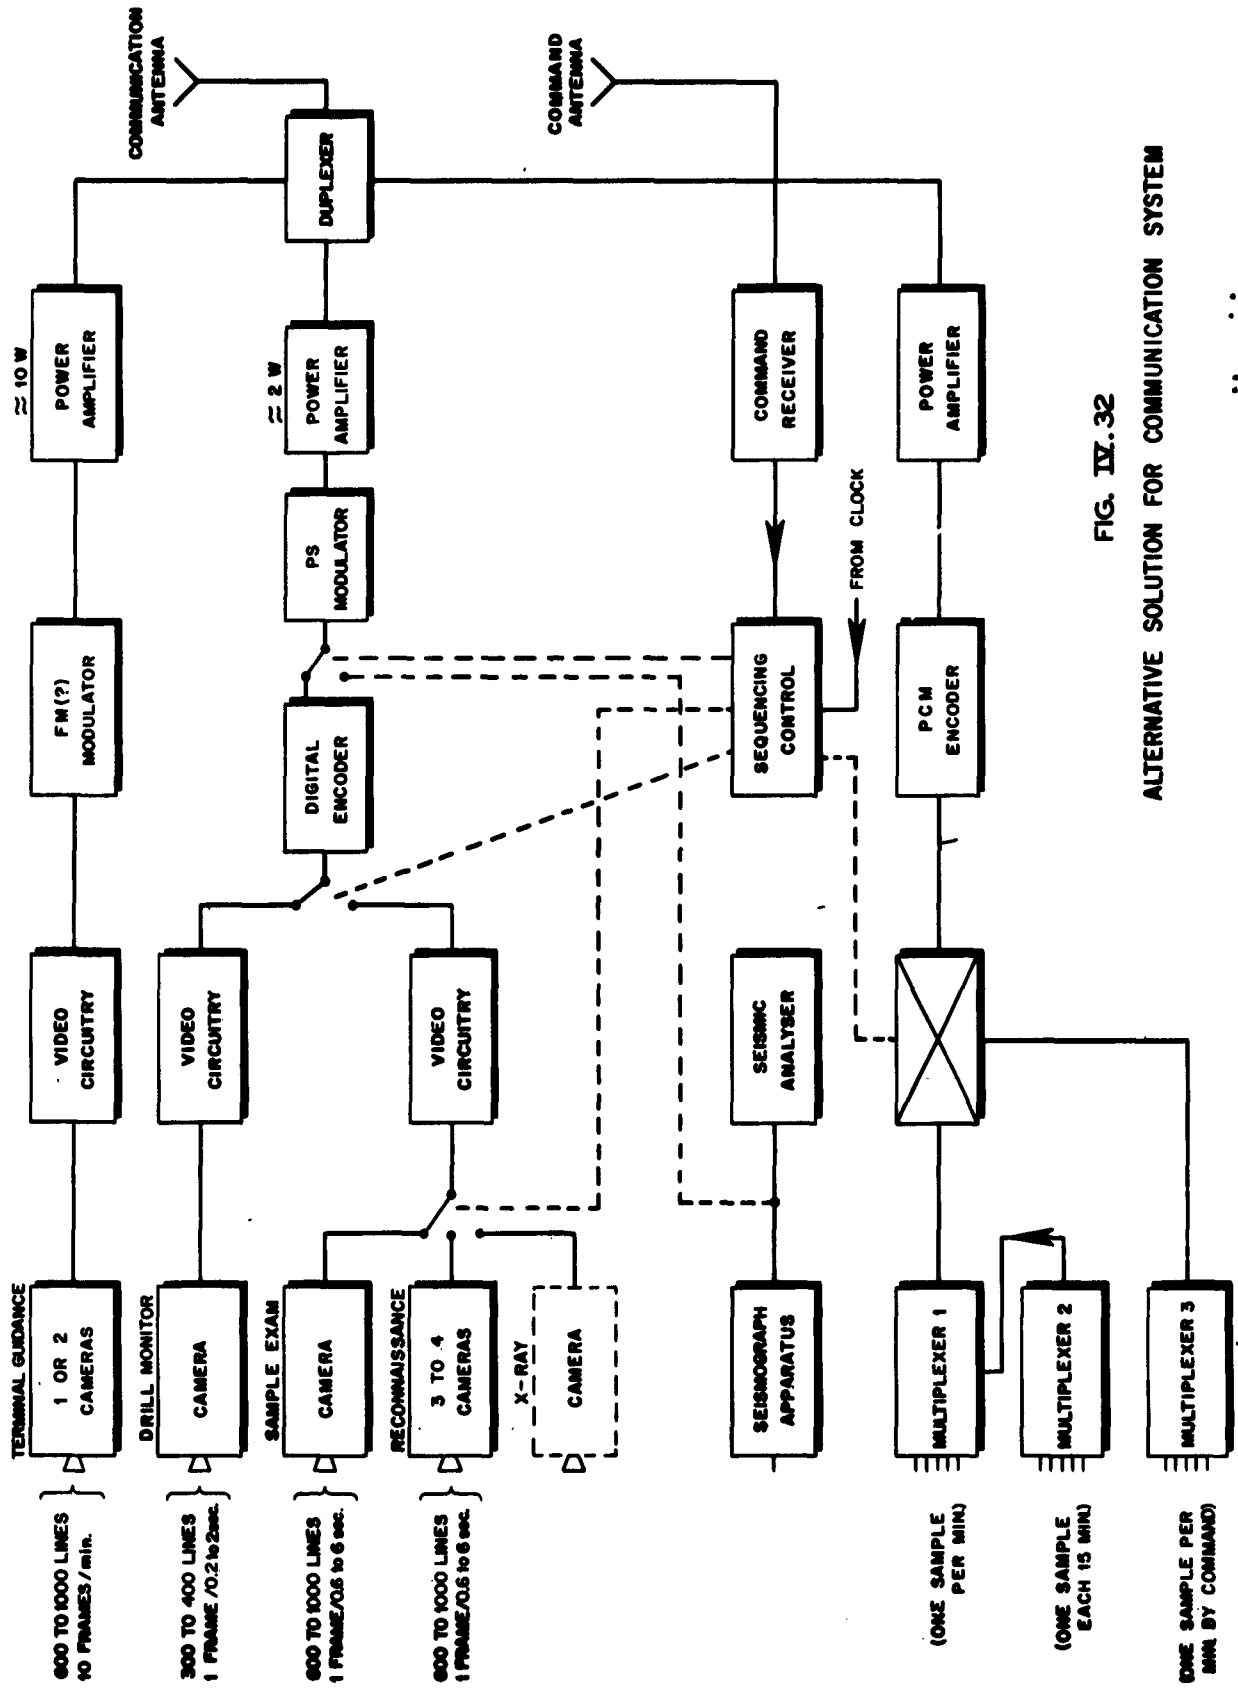 COMMUNICATION
ANTENNA
COMMAND
ANTENNA
DUPLEXER
≈ 10 W
POWER
AMPLIFIER
≈ 2 W
POWER
AMPLIFIER
COMMAND
RECEIVER
POWER
AMPLIFIER
FM(?)
MODULATOR
PS
MODULATOR
DIGITAL
ENCODER
SEQUENCING
CONTROL
FROM CLOCK
PCM
ENCODER
VIDEO
CIRCUITRY
VIDEO
CIRCUITRY
VIDEO
CIRCUITRY
SEISMIC
ANALYSER
TERMINAL GUIDANCE
1 OR 2
CAMERAS
DRILL MONITOR
CAMERA
SAMPLE EXAM
CAMERA
RECONNAISSANCE
3 TO 4
CAMERAS
X-RAY
CAMERA
SEISMOGRAPH
APPARATUS
MULTIPLEXER 1
MULTIPLEXER 2
MULTIPLEXER 3
600 TO 1000 LINES
10 FRAMES/min.
300 TO 400 LINES
1 FRAME/0.2 to 2 sec.
600 TO 1000 LINES
1 FRAME/0.6 to 6 sec.
600 TO 1000 LINES
1 FRAME/0.6 to 6 sec.
(ONE SAMPLE
PER MIN.)
(ONE SAMPLE
EACH 15 MIN.)
(ONE SAMPLE PER
MIN. BY COMMAND)
FIG. IV.32
ALTERNATIVE SOLUTION FOR COMMUNICATION SYSTEM